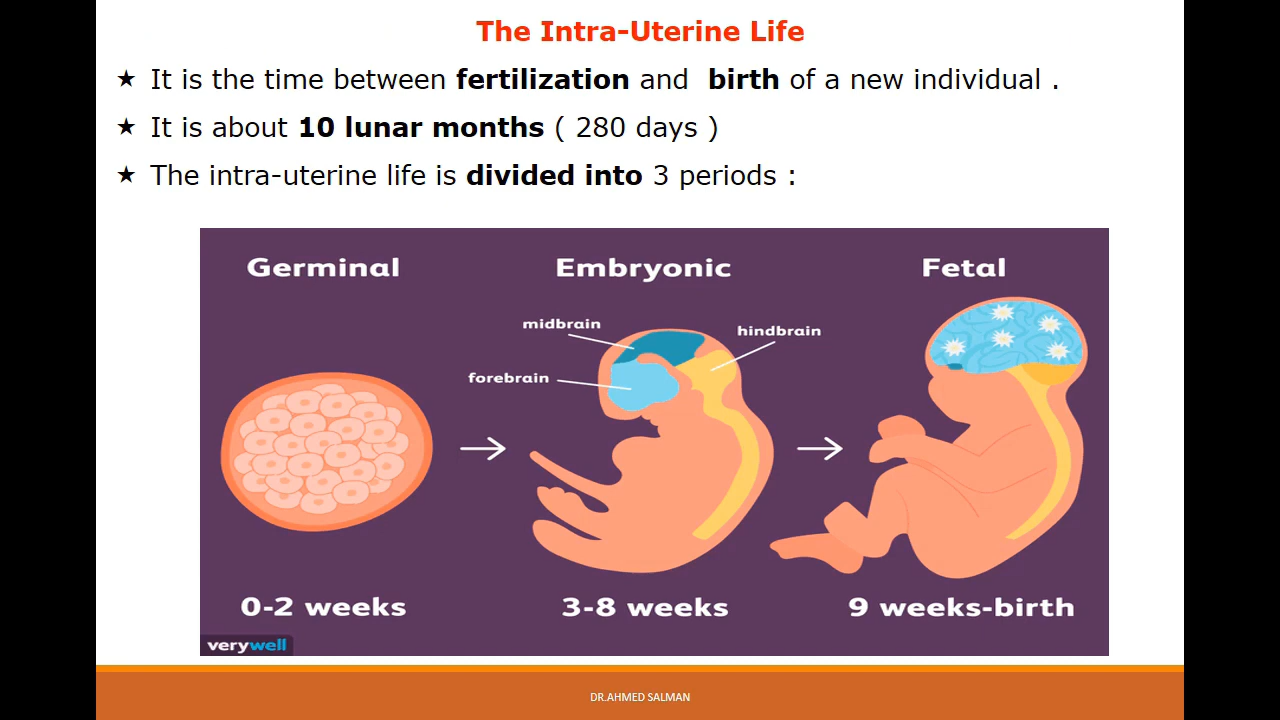 The Intra-Uterine Life
★ It is the time between fertilization and birth of a new individual .
★ It is about 10 lunar months ( 280 days )
★ The intra-uterine life is divided into 3 periods :
Germinal
Embryonic
Fetal
midbrain
hindbrain
forebrain
0-2 weeks
3-8 weeks
9 weeks-birth
verywell
DR.AHMED SALMAN